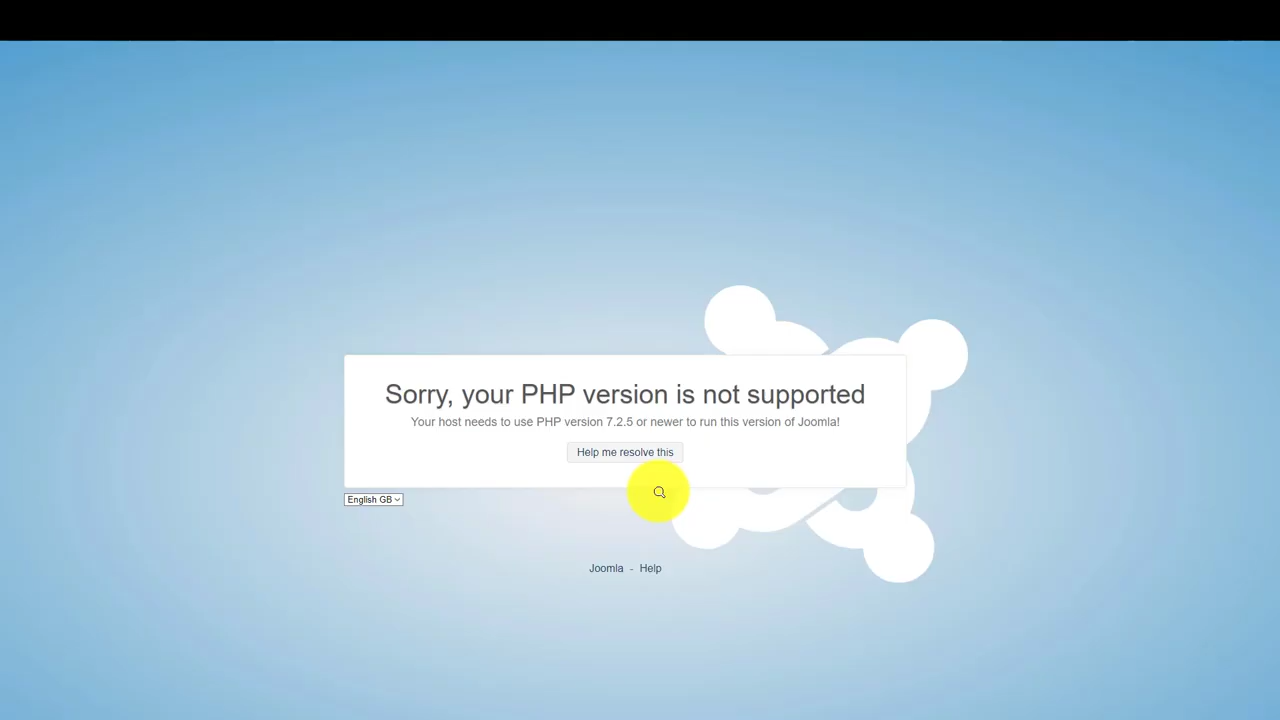 Sorry, your PHP version is not supported
Your host needs to use PHP version 7.2.5 or newer to run this version of Joomla!
Help me resolve this
English GB
Joomla - Help